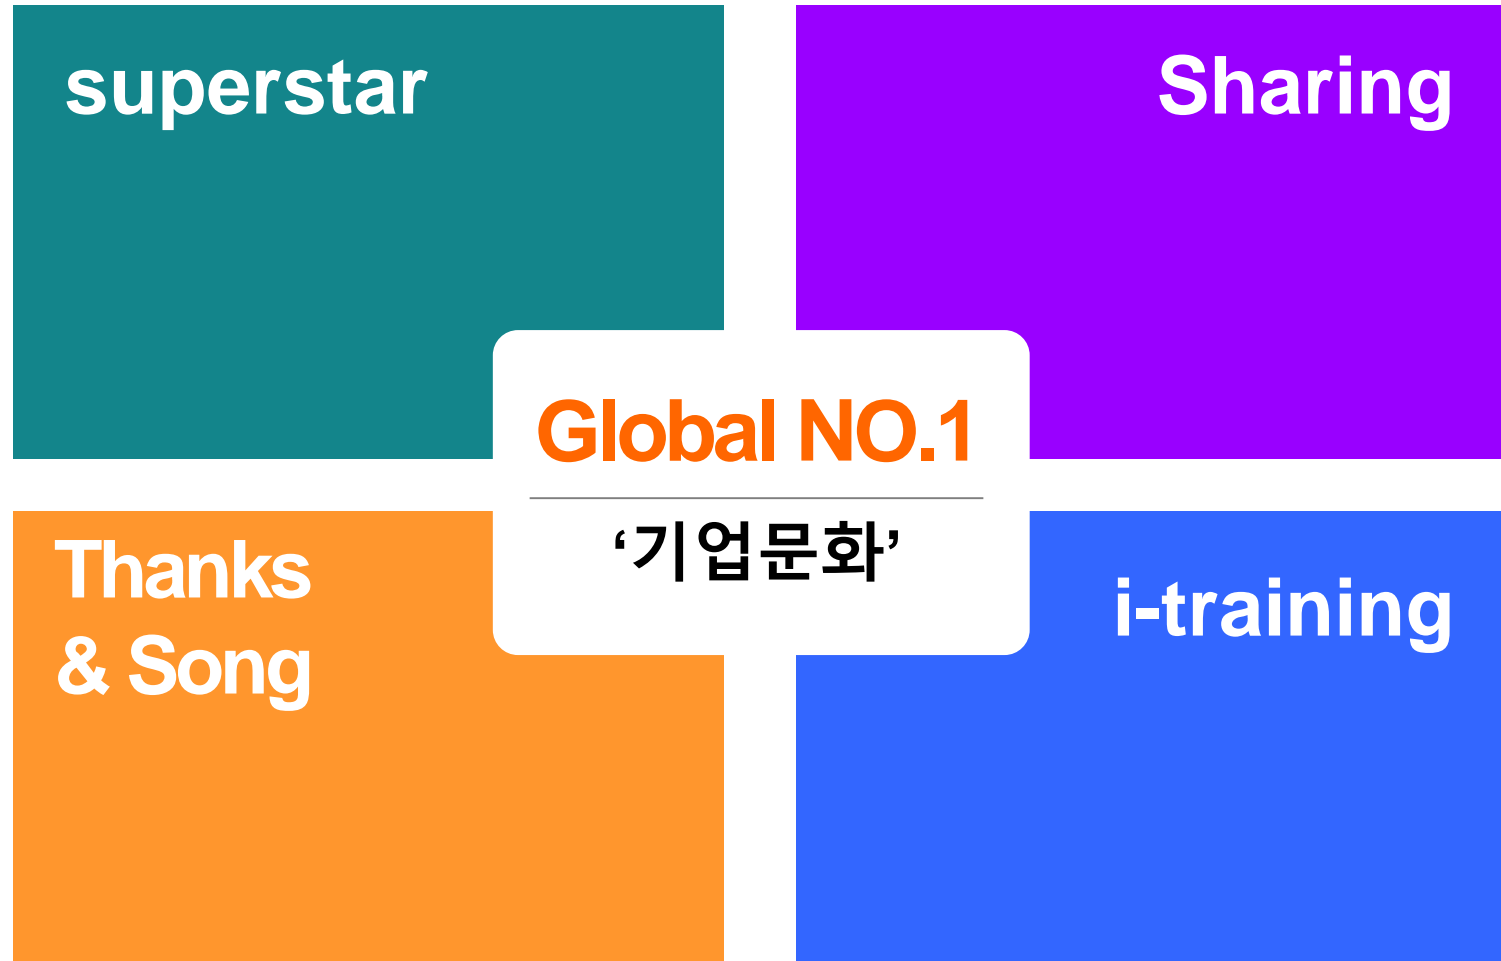 superstar
Sharing
Global NO.1
‘기업문화’
Thanks
& Song
i-training